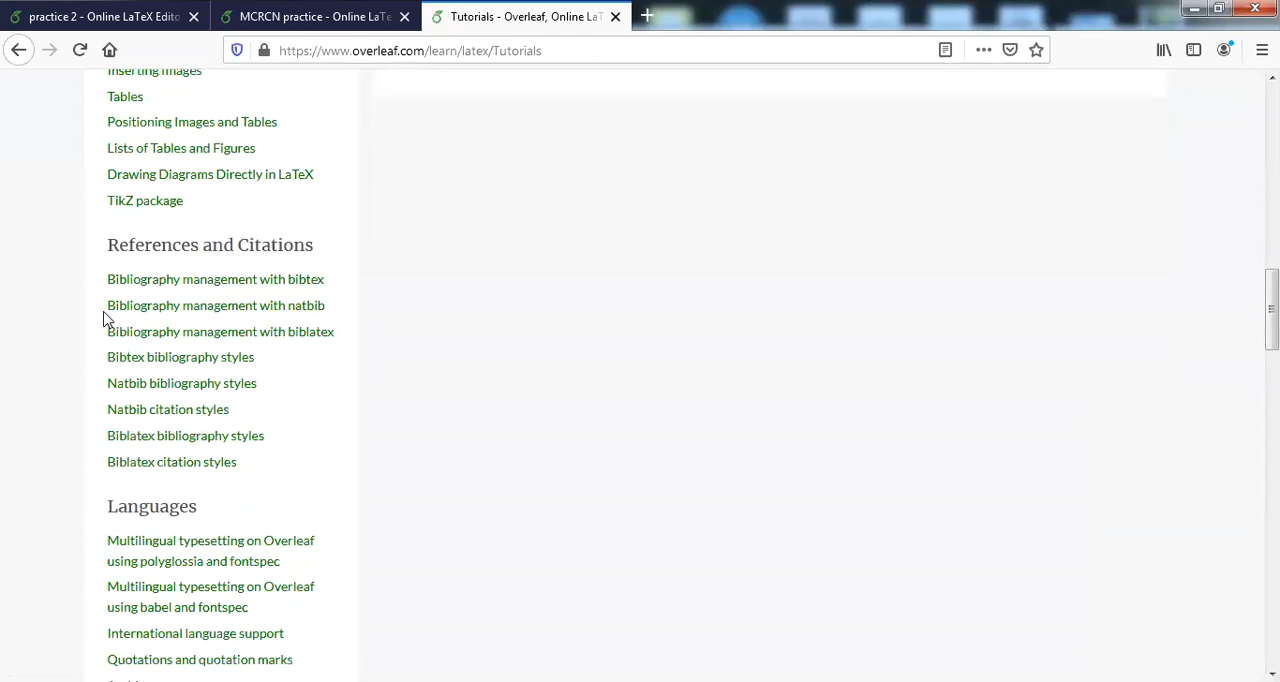 practice 2 - Online LaTeX Edito
MCRCN practice - Online LaTe
Tutorials - Overleaf, Online LaT
https://www.overleaf.com/learn/latex/Tutorials
Inserting Images
Tables
Positioning Images and Tables
Lists of Tables and Figures
Drawing Diagrams Directly in LaTeX
TikZ package
References and Citations
Bibliography management with bibtex
Bibliography management with natbib
Bibliography management with biblatex
Bibtex bibliography styles
Natbib bibliography styles
Natbib citation styles
Biblatex bibliography styles
Biblatex citation styles
Languages
Multilingual typesetting on Overleaf
using polyglossia and fontspec
Multilingual typesetting on Overleaf
using babel and fontspec
International language support
Quotations and quotation marks